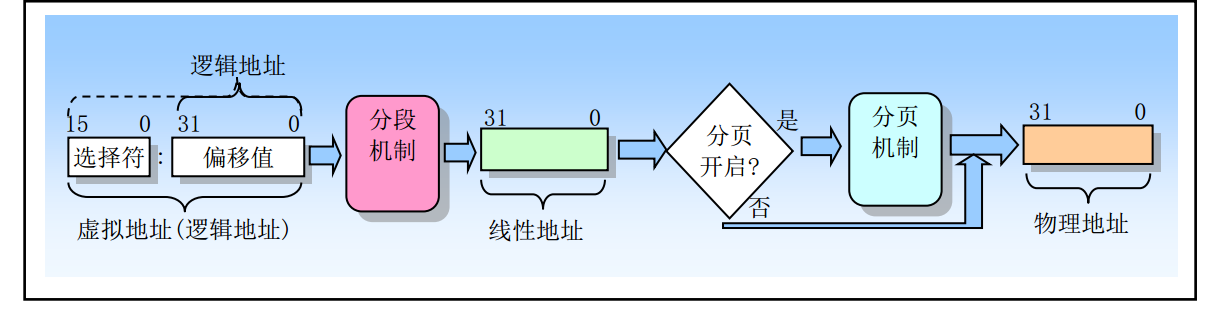 逻辑地址
15 0 31 0
选择符 : 偏移值
虚拟地址(逻辑地址)
分段
机制
31 0
线性地址
分页
开启?
是
否
分页
机制
31 0
物理地址